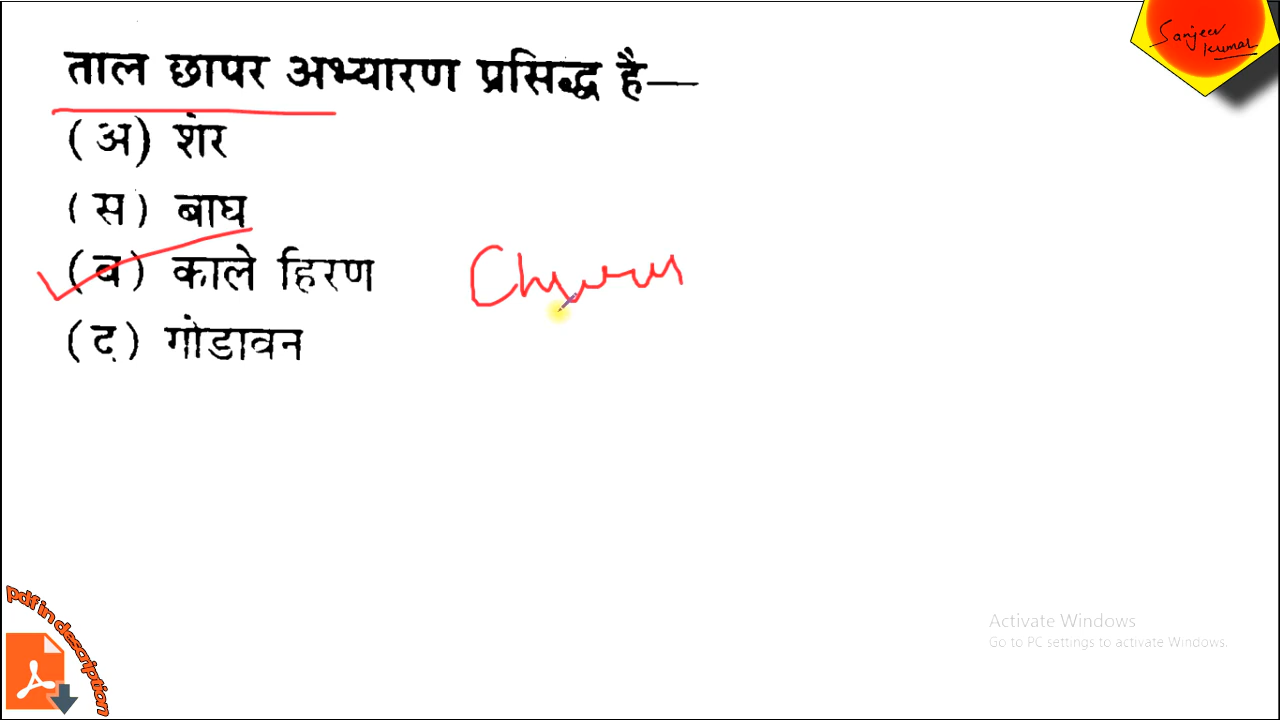 ताल छापर अभ्यारण प्रसिद्ध है—
(अ) शेर
(स) बाघ
(ब) काले हिरण
(द) गोडावन
Sanjeev
Kumar
Activate Windows
Go to PC settings to activate Windows.
pdf in description